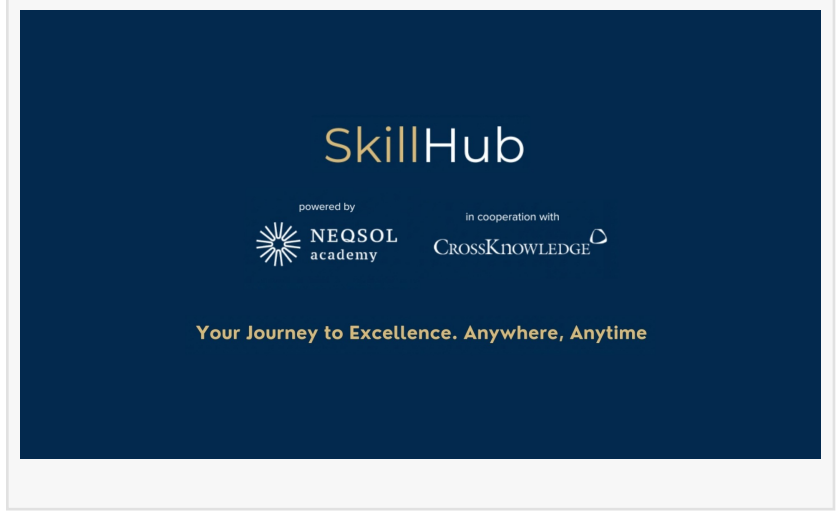 SkillHub
powered by
NEQSOL
academy
in cooperation with
CROSSKNOWLEDGE
Your Journey to Excellence. Anywhere, Anytime